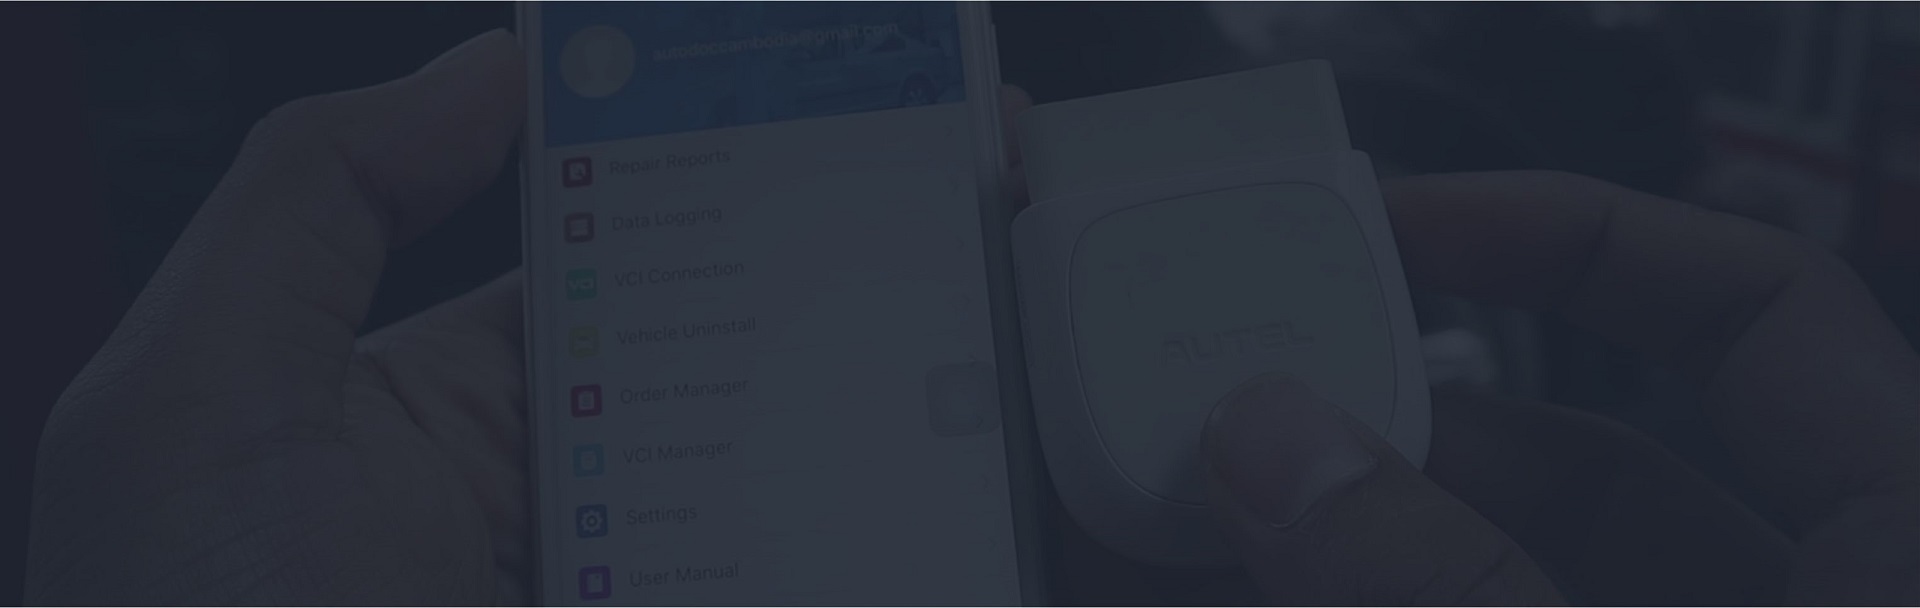 autodoccambodia@gmail.com
Repair Reports
Data Logging
VCI Connection
VCI
Vehicle Uninstall
Order Manager
VCI Manager
Settings
User Manual
AUTEL